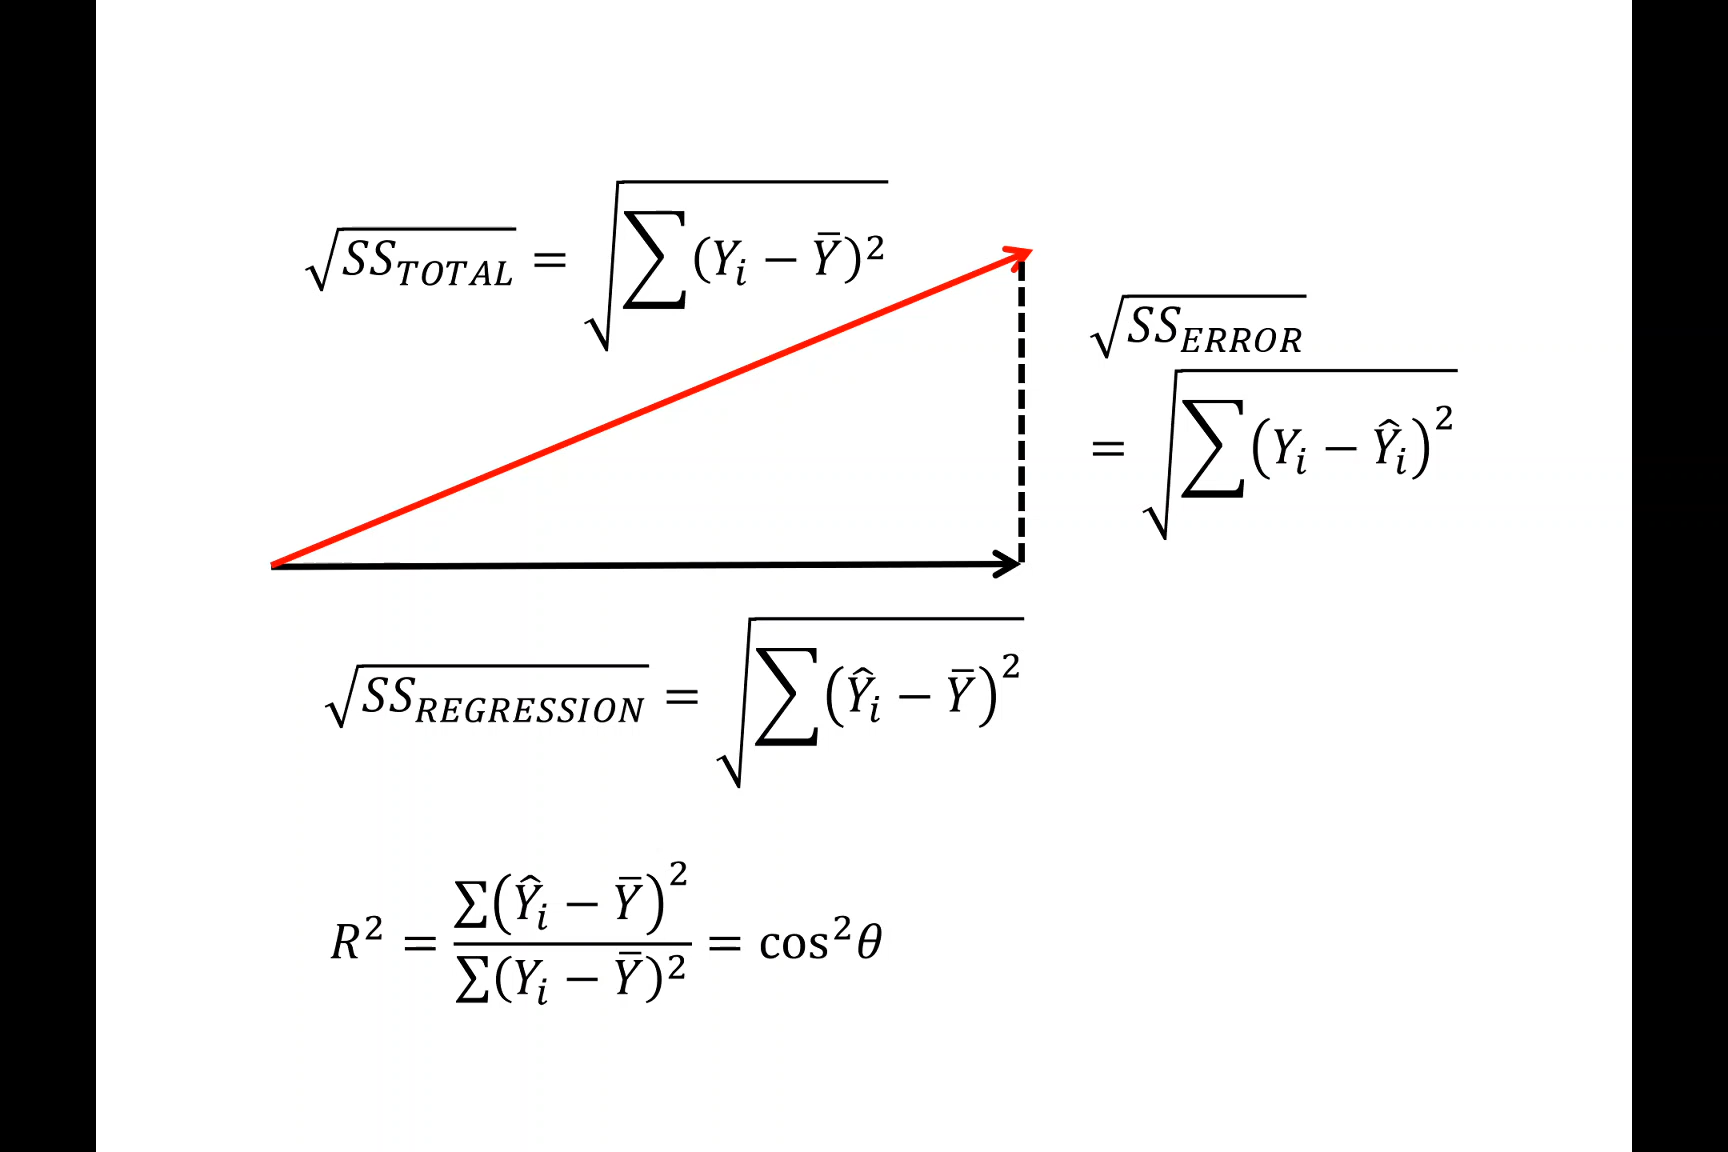 √SS_TOTAL = √∑(Y_i − Ȳ)²
√SS_ERROR
= √∑(Y_i − Ŷ_i)²
√SS_REGRESSION = √∑(Ŷ_i − Ȳ)²
R² = ∑(Ŷ_i − Ȳ)² / ∑(Y_i − Ȳ)² = cos²θ